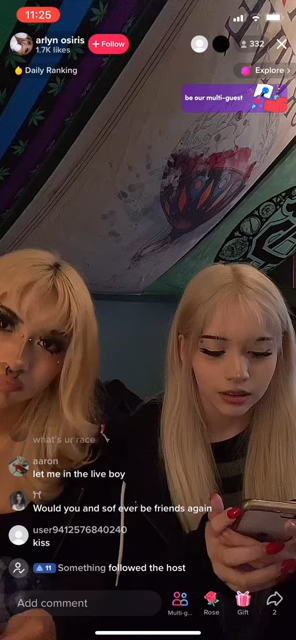 11:25
arlyn osiris
1.7K likes
+ Follow
332
Daily Ranking
Explore >
be our multi-guest
what's ur race
aaron
let me in the live boy
Would you and sof ever be friends again
user9412576840240
kiss
11 Something followed the host
Add comment
Multi-g...
Rose
Gift
2